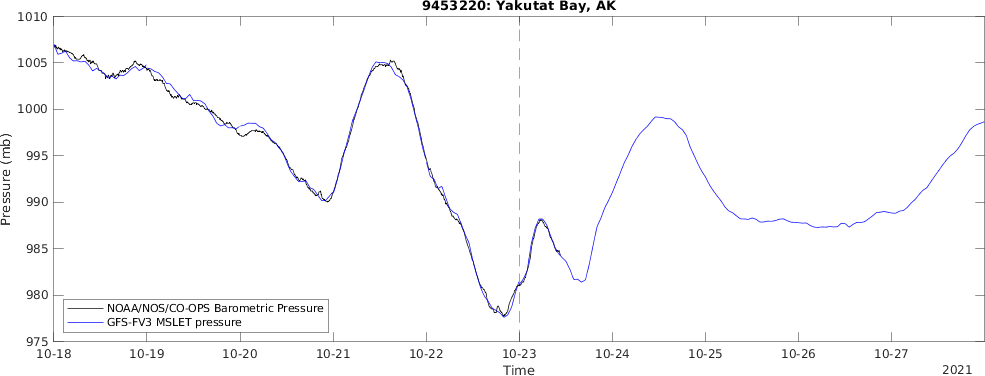 9453220: Yakutat Bay, AK
Pressure (mb)
1010
1005
1000
995
990
985
980
975
NOAA/NOS/CO-OPS Barometric Pressure
GFS-FV3 MSLET pressure
10-18 10-19 10-20 10-21 10-22 10-23 10-24 10-25 10-26 10-27
Time
2021